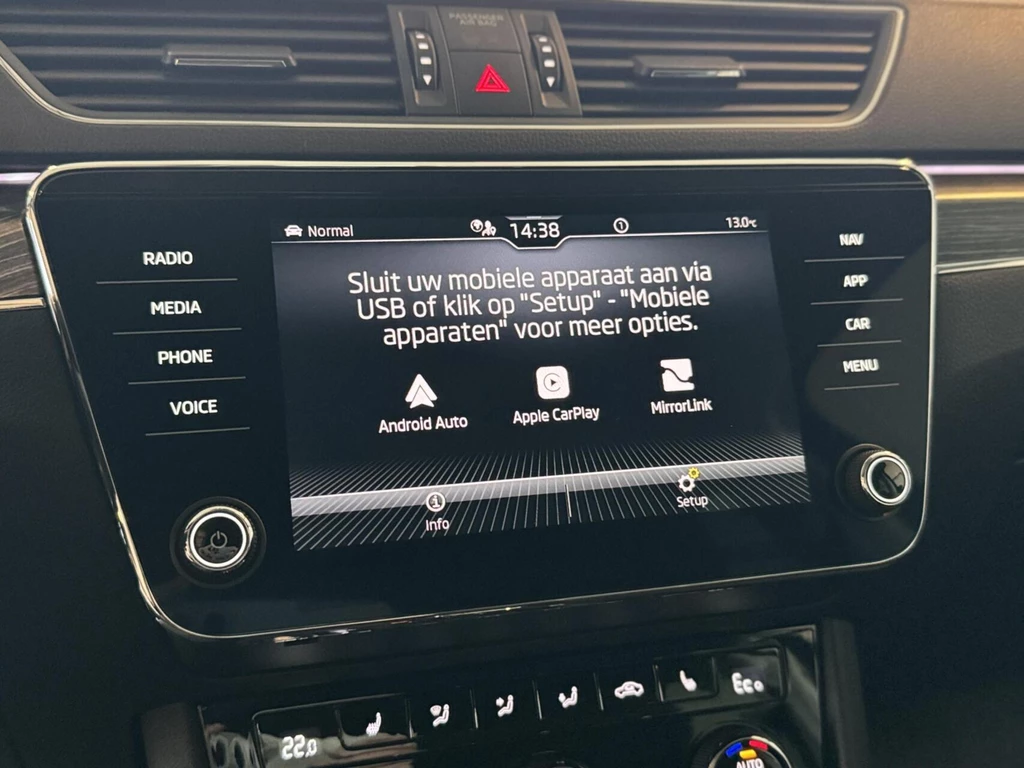 PASSENGER
AIR BAG
Normal
14:38
1
13.0°C
RADIO
MEDIA
PHONE
VOICE
Sluit uw mobiele apparaat aan via
USB of klik op "Setup" - "Mobiele
apparaten" voor meer opties.
Android Auto
Apple CarPlay
MirrorLink
Info
Setup
NAV
APP
CAR
MENU
22.0
Eco
AUTO